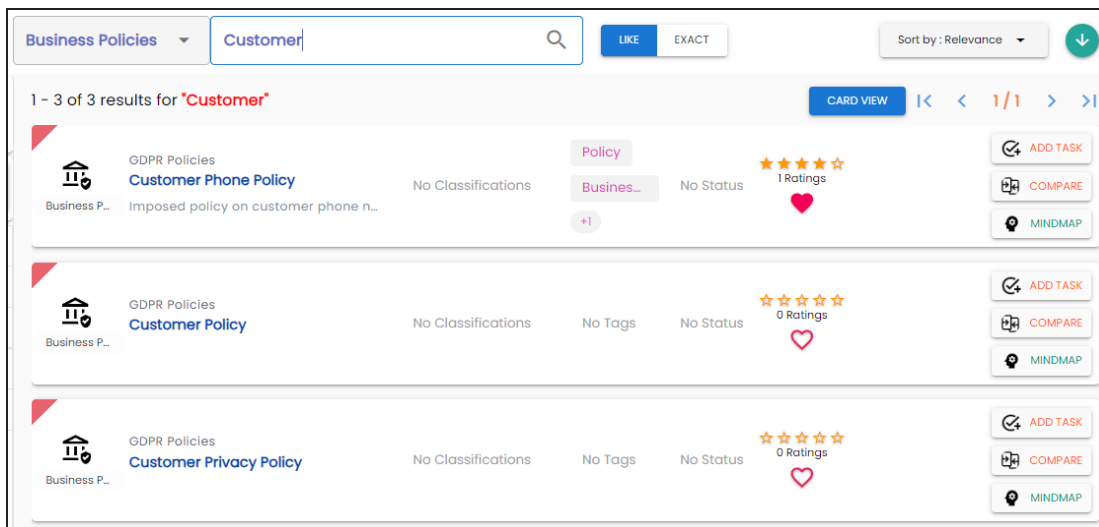 Business Policies
Customer
LIKE
EXACT
Sort by : Relevance
1 - 3 of 3 results for "Customer"
CARD VIEW
1/1
GDPR Policies
Customer Phone Policy
Imposed policy on customer phone n...
Business P...
No Classifications
Policy
Busines...
+1
No Status
1 Ratings
ADD TASK
COMPARE
MINDMAP
GDPR Policies
Customer Policy
Business P...
No Classifications
No Tags
No Status
0 Ratings
ADD TASK
COMPARE
MINDMAP
GDPR Policies
Customer Privacy Policy
Business P...
No Classifications
No Tags
No Status
0 Ratings
ADD TASK
COMPARE
MINDMAP